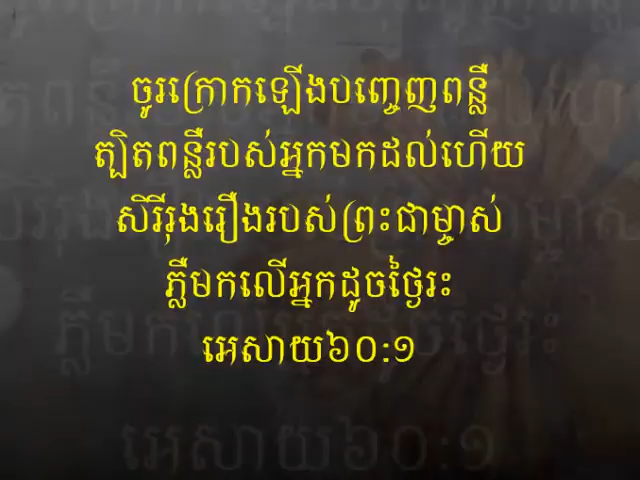 ចូរក្រោកឡើងបញ្ចេញពន្លឺ
ត្បិតពន្លឺរបស់អ្នកមកដល់ហើយ
សិរីរុងរឿងរបស់ព្រះជាម្ចាស់
ភ្លឺមកលើអ្នកដូចថ្ងៃរះ
អេសាយ៦០:១